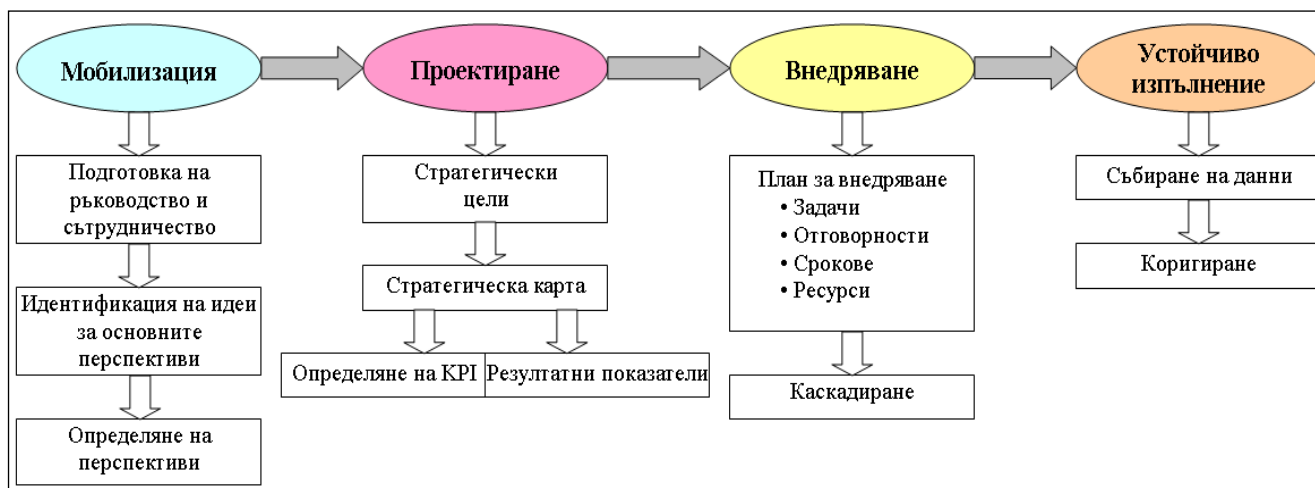 Мобилизация
Подготовка на
ръководство и
сътрудничество
Идентификация на идеи
за основните
перспективи
Определяне на
перспективи
Проектиране
Стратегически
цели
Стратегическа карта
Определяне на KPI
Резултатни показатели
Внедряване
План за внедряване
• Задачи
• Отговорности
• Срокове
• Ресурси
Каскадиране
Устойчиво
изпълнение
Събиране на данни
Коригиране